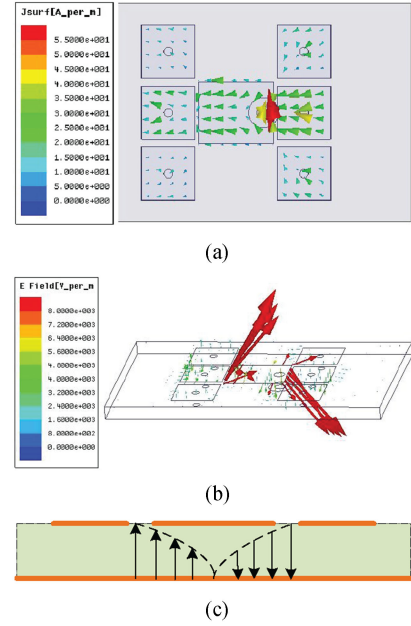 Jsurf[A_per_m]
5.5000e+001
5.0000e+001
4.5000e+001
4.0000e+001
3.5000e+001
3.0000e+001
2.5000e+001
2.0000e+001
1.5000e+001
1.0000e+001
5.0000e+000
0.0000e+000
(a)
E Field[V_per_m
8.0000e+003
7.2000e+003
6.4000e+003
5.6000e+003
4.8000e+003
4.0000e+003
3.2000e+003
2.4000e+003
1.6000e+003
8.0000e+002
0.0000e+000
(b)
(c)